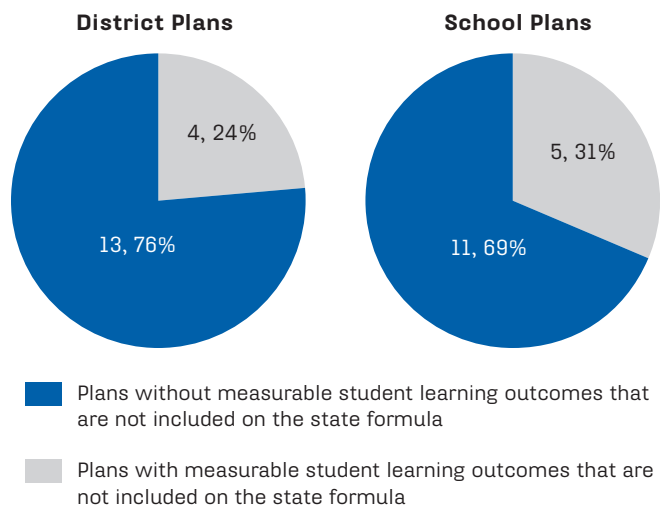 District Plans
School Plans
4, 24%
13, 76%
5, 31%
11, 69%
Plans without measurable student learning outcomes that
are not included on the state formula
Plans with measurable student learning outcomes that are
not included on the state formula